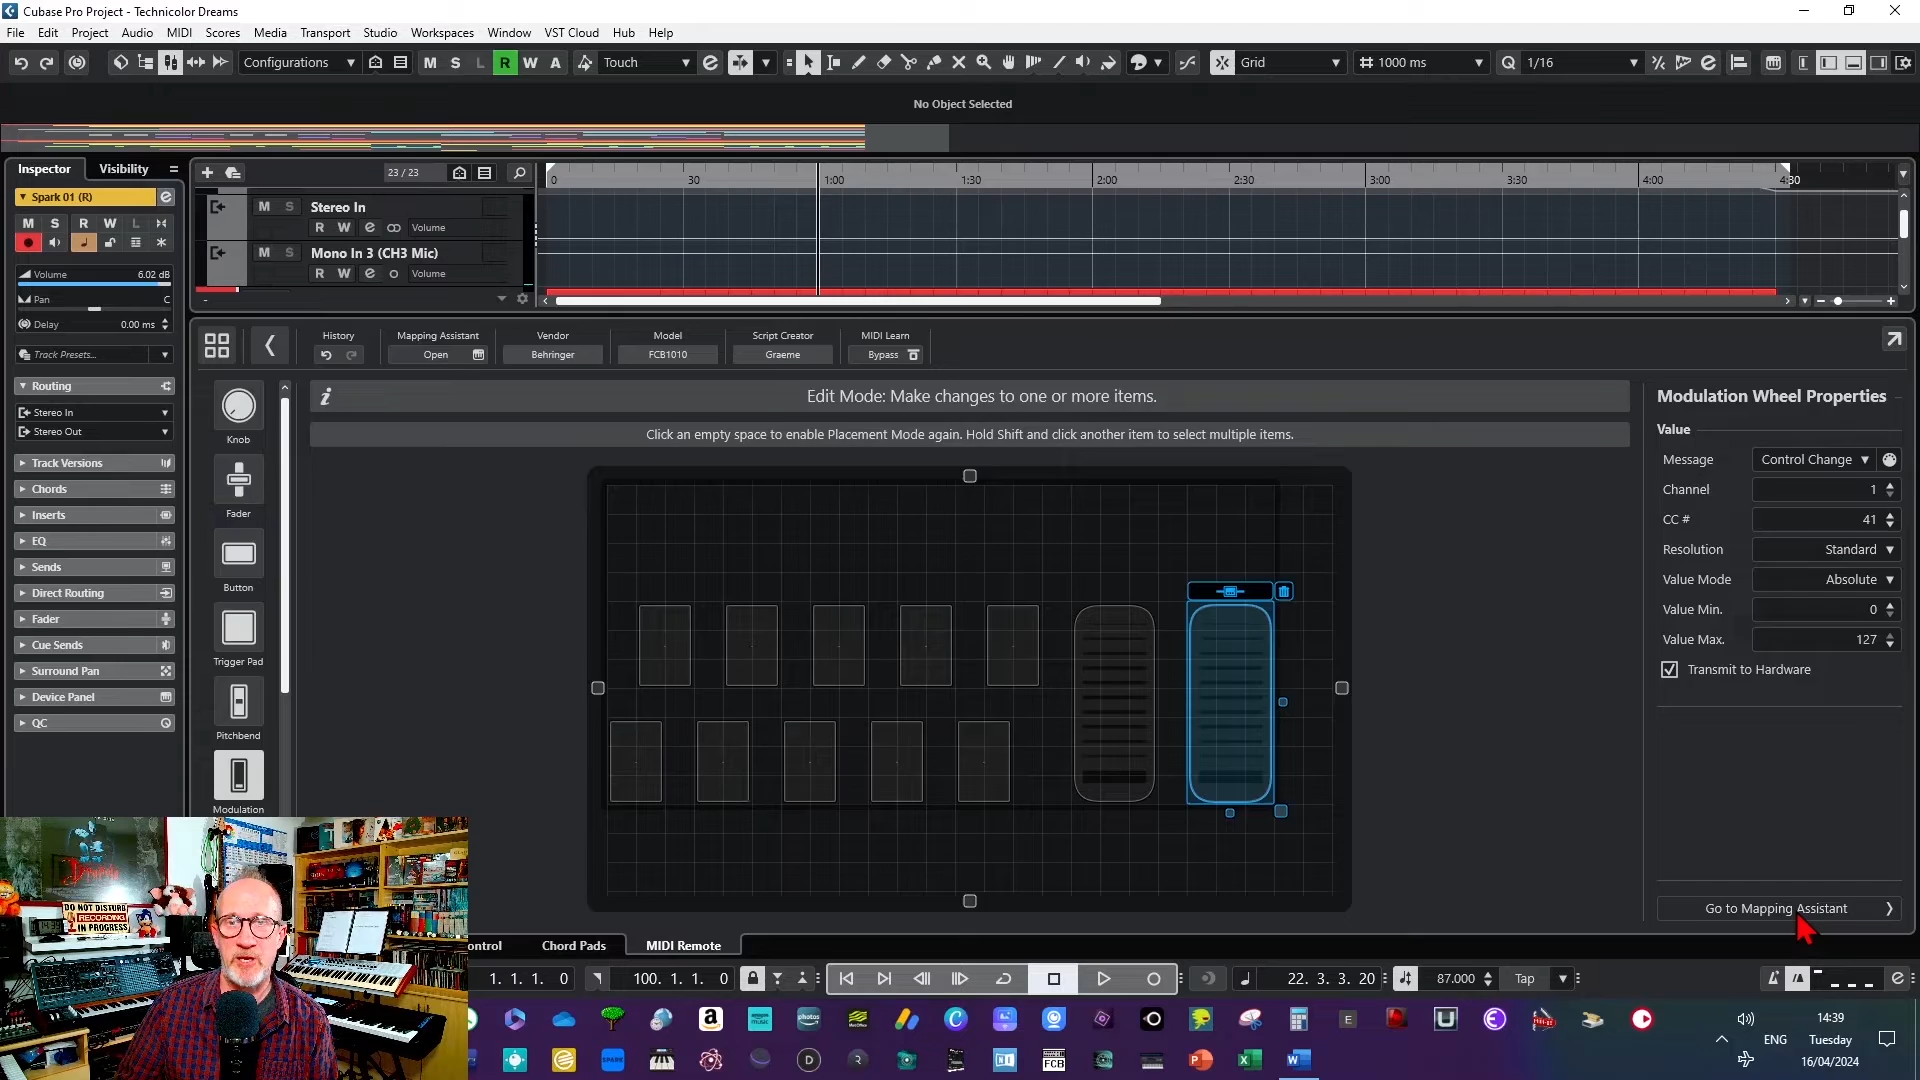 Cubase Pro Project - Technicolor Dreams
File Edit Project Audio MIDI Scores Media Transport Studio Workspaces Window VST Cloud Hub Help
Configurations M S L R W A Touch Grid 1000 ms Q 1/16
No Object Selected
Inspector Visibility
23 / 23
0 30 1:00 1:30 2:00 2:30 3:00 3:30 4:00 4:30
Spark 01 (R)
M S R W L
M S Stereo In
R W e Volume
M S Mono In 3 (CH3 Mic)
R W e Volume
Volume 6.02 dB
Pan C
Delay 0.00 ms
Track Presets...
Routing
Stereo In
Stereo Out
Track Versions
Chords
Inserts
EQ
Sends
Direct Routing
Fader
Cue Sends
Surround Pan
Device Panel
QC
History
Mapping Assistant
Open
Vendor
Behringer
Model
FCB1010
Script Creator
Graeme
MIDI Learn
Bypass
Knob
Fader
Button
Trigger Pad
Pitchbend
Modulation
i Edit Mode: Make changes to one or more items.
Click an empty space to enable Placement Mode again. Hold Shift and click another item to select multiple items.
Modulation Wheel Properties
Value
Message Control Change
Channel 1
CC # 41
Resolution Standard
Value Mode Absolute
Value Min. 0
Value Max. 127
Transmit to Hardware
Go to Mapping Assistant
DO NOT DISTURB
RECORDING
IN PROGRESS
ontrol Chord Pads MIDI Remote
1. 1. 1. 0 100. 1. 1. 0 22. 3. 3. 20 87.000 Tap
14:39
ENG Tuesday
16/04/2024